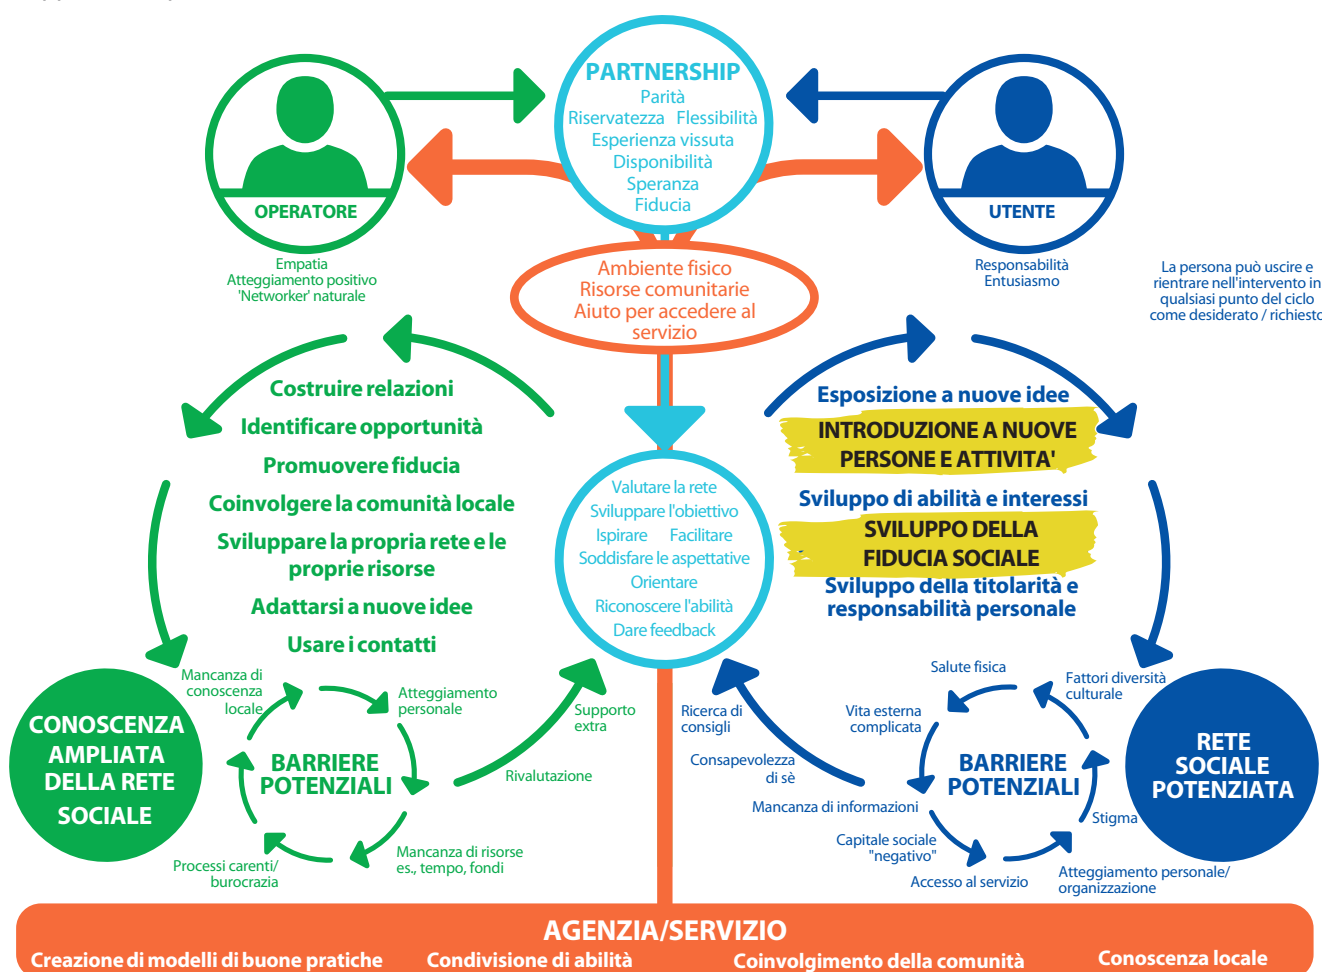 PARTNERSHIP
Parità
Riservatezza Flessibilità
Esperienza vissuta
Disponibilità
Speranza
Fiducia
OPERATORE
Empatia
Atteggiamento positivo
'Networker' naturale
UTENTE
Responsabilità
Entusiasmo
La persona può uscire e
rientrare nell'intervento in
qualsiasi punto del ciclo
come desiderato / richiesto
Ambiente fisico
Risorse comunitarie
Aiuto per accedere al
servizio
Costruire relazioni
Identificare opportunità
Promuovere fiducia
Coinvolgere la comunità locale
Sviluppare la propria rete e le
proprie risorse
Adattarsi a nuove idee
Usare i contatti
Valutare la rete
Sviluppare l'obiettivo
Ispirare Facilitare
Soddisfare le aspettative
Orientare
Riconoscere l'abilità
Dare feedback
Esposizione a nuove idee
INTRODUZIONE A NUOVE
PERSONE E ATTIVITA'
Sviluppo di abilità e interessi
SVILUPPO DELLA
FIDUCIA SOCIALE
Sviluppo della titolarità e
responsabilità personale
CONOSCENZA
AMPLIATA
DELLA RETE
SOCIALE
Mancanza di
conoscenza
locale
Atteggiamento
personale
BARRIERE
POTENZIALI
Processi carenti/
burocrazia
Mancanza di risorse
es., tempo, fondi
Rivalutazione
Supporto
extra
Ricerca di
consigli
Consapevolezza
di sè
Salute fisica
Fattori diversità
culturale
Vita esterna
complicata
BARRIERE
POTENZIALI
Mancanza di informazioni
Capitale sociale
"negativo"
Accesso al servizio
Stigma
Atteggiamento personale/
organizzazione
RETE
SOCIALE
POTENZIATA
AGENZIA/SERVIZIO
Creazione di modelli di buone pratiche
Condivisione di abilità
Coinvolgimento della comunità
Conoscenza locale